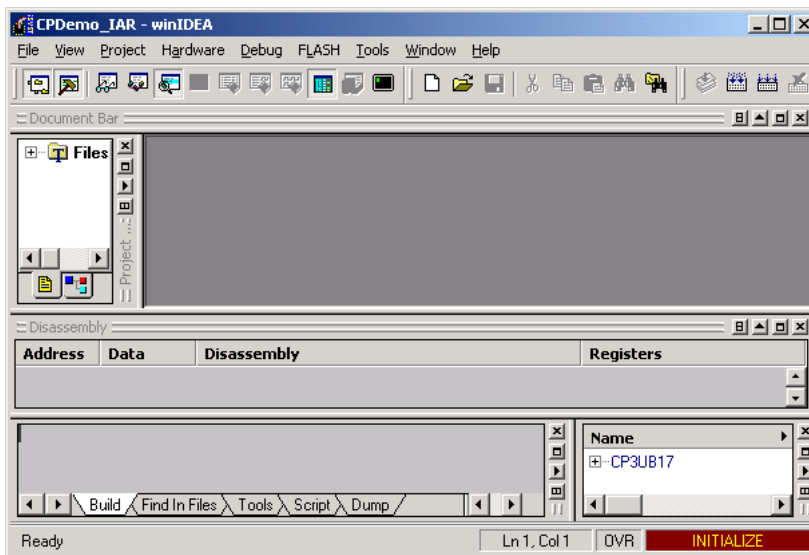 CPDemo_IAR - winIDEA
File View Project Hardware Debug FLASH Tools Window Help
Document Bar
Files
Project ...
Disassembly
Address Data Disassembly Registers
Name
CP3UB17
Build Find In Files Tools Script Dump
Ready Ln 1, Col 1 OVR INITIALIZE